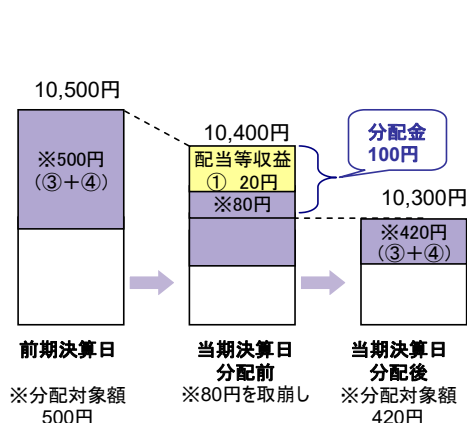 10,500円
※500円
(③+④)
10,400円
配当等収益
① 20円
※80円
分配金
100円
10,300円
※420円
(③+④)
前期決算日
※分配対象額
500円
当期決算日
分配前
※80円を取崩し
当期決算日
分配後
※分配対象額
420円